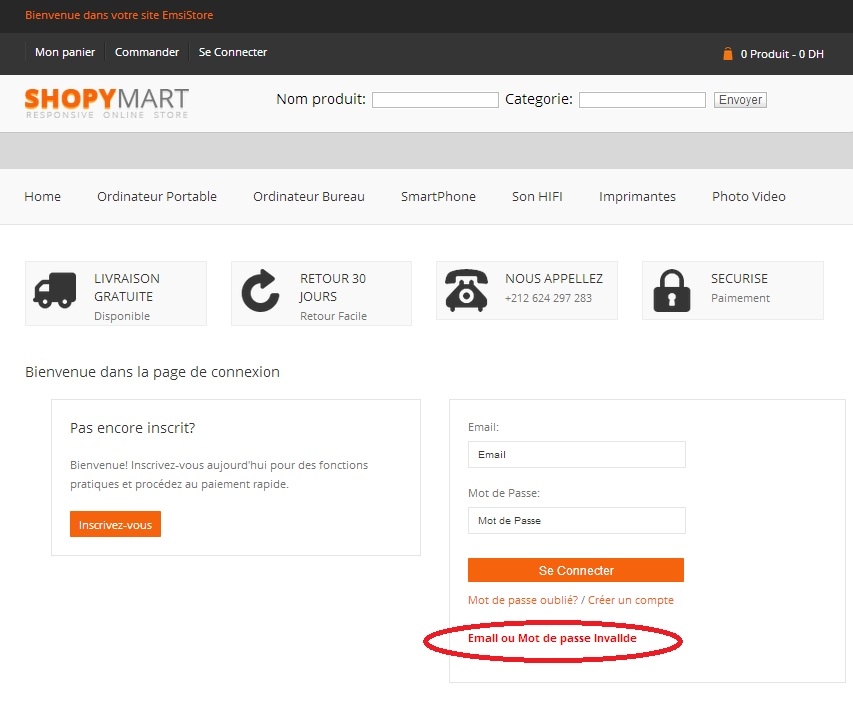 Bienvenue dans votre site EmsiStore
Mon panier Commander Se Connecter 0 Produit - 0 DH
SHOPYMART
RESPONSIVE ONLINE STORE
Nom produit: Categorie: Envoyer
Home Ordinateur Portable Ordinateur Bureau SmartPhone Son HIFI Imprimantes Photo Video
LIVRAISON
GRATUITE
Disponible
RETOUR 30
JOURS
Retour Facile
NOUS APPELLEZ
+212 624 297 283
SECURISE
Paimement
Bienvenue dans la page de connexion
Pas encore inscrit?
Bienvenue! Inscrivez-vous aujourd'hui pour des fonctions
pratiques et procédez au paiement rapide.
Inscrivez-vous
Email:
Email
Mot de Passe:
Mot de Passe
Se Connecter
Mot de passe oublié? / Créer un compte
Email ou Mot de passe Invalide